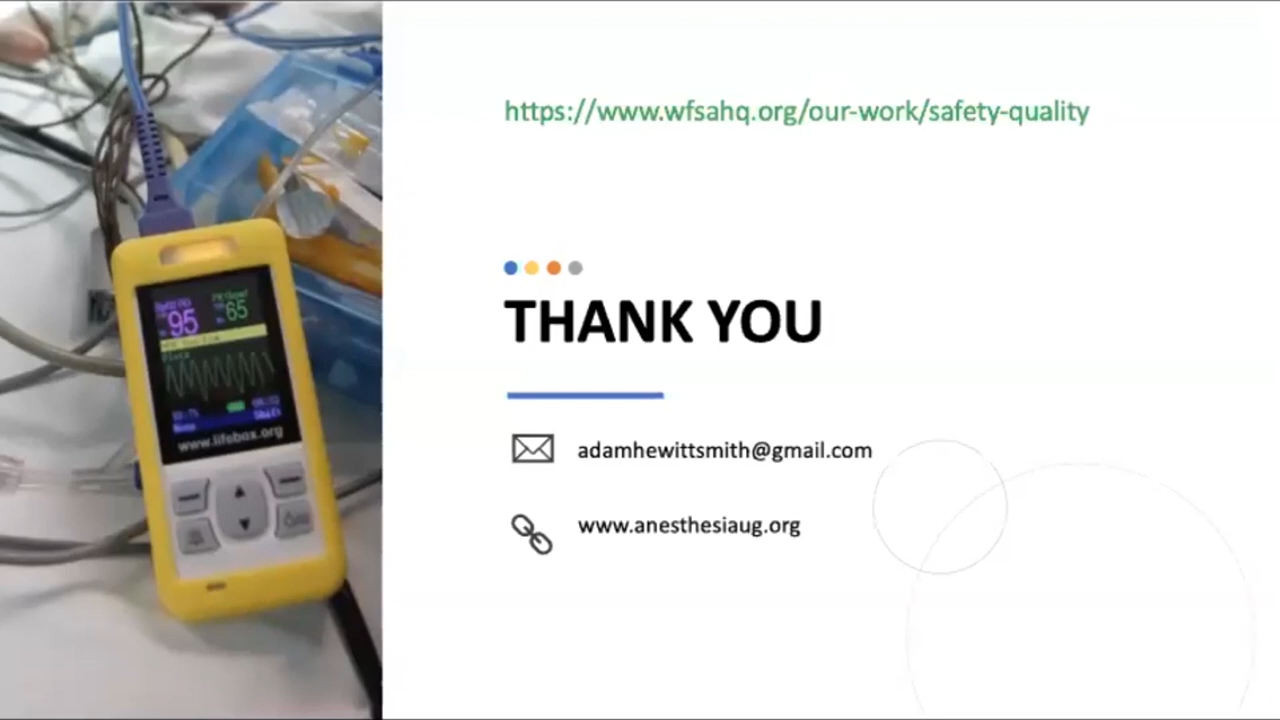 https://www.wfsahq.org/our-work/safety-quality
THANK YOU
adamhewittsmith@gmail.com
www.anesthesiaug.org
95
65
www.lifebox.org